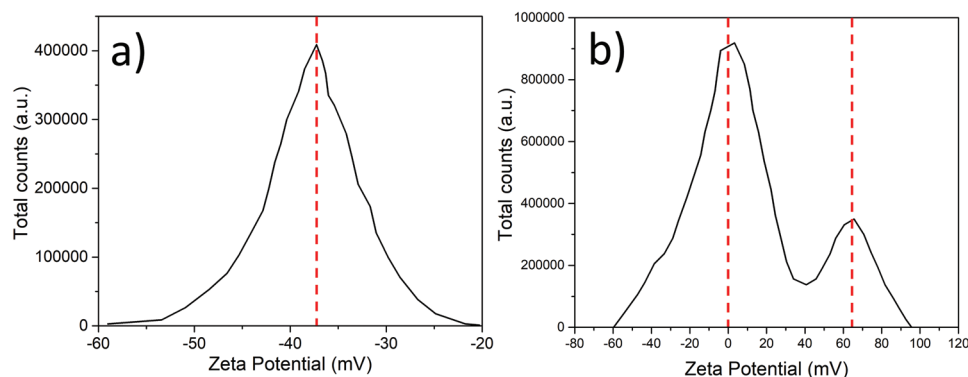 a)
Total counts (a.u.)
400000
300000
200000
100000
0
-60 -50 -40 -30 -20
Zeta Potential (mV)
b)
Total counts (a.u.)
1000000
800000
600000
400000
200000
0
-80 -60 -40 -20 0 20 40 60 80 100 120
Zeta Potential (mV)